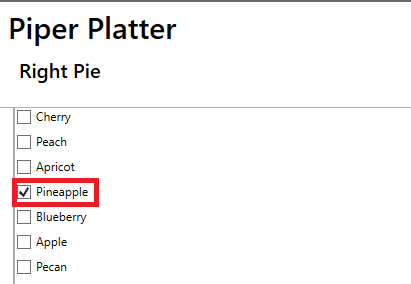 Piper Platter
Right Pie
Cherry
Peach
Apricot
Pineapple
Blueberry
Apple
Pecan